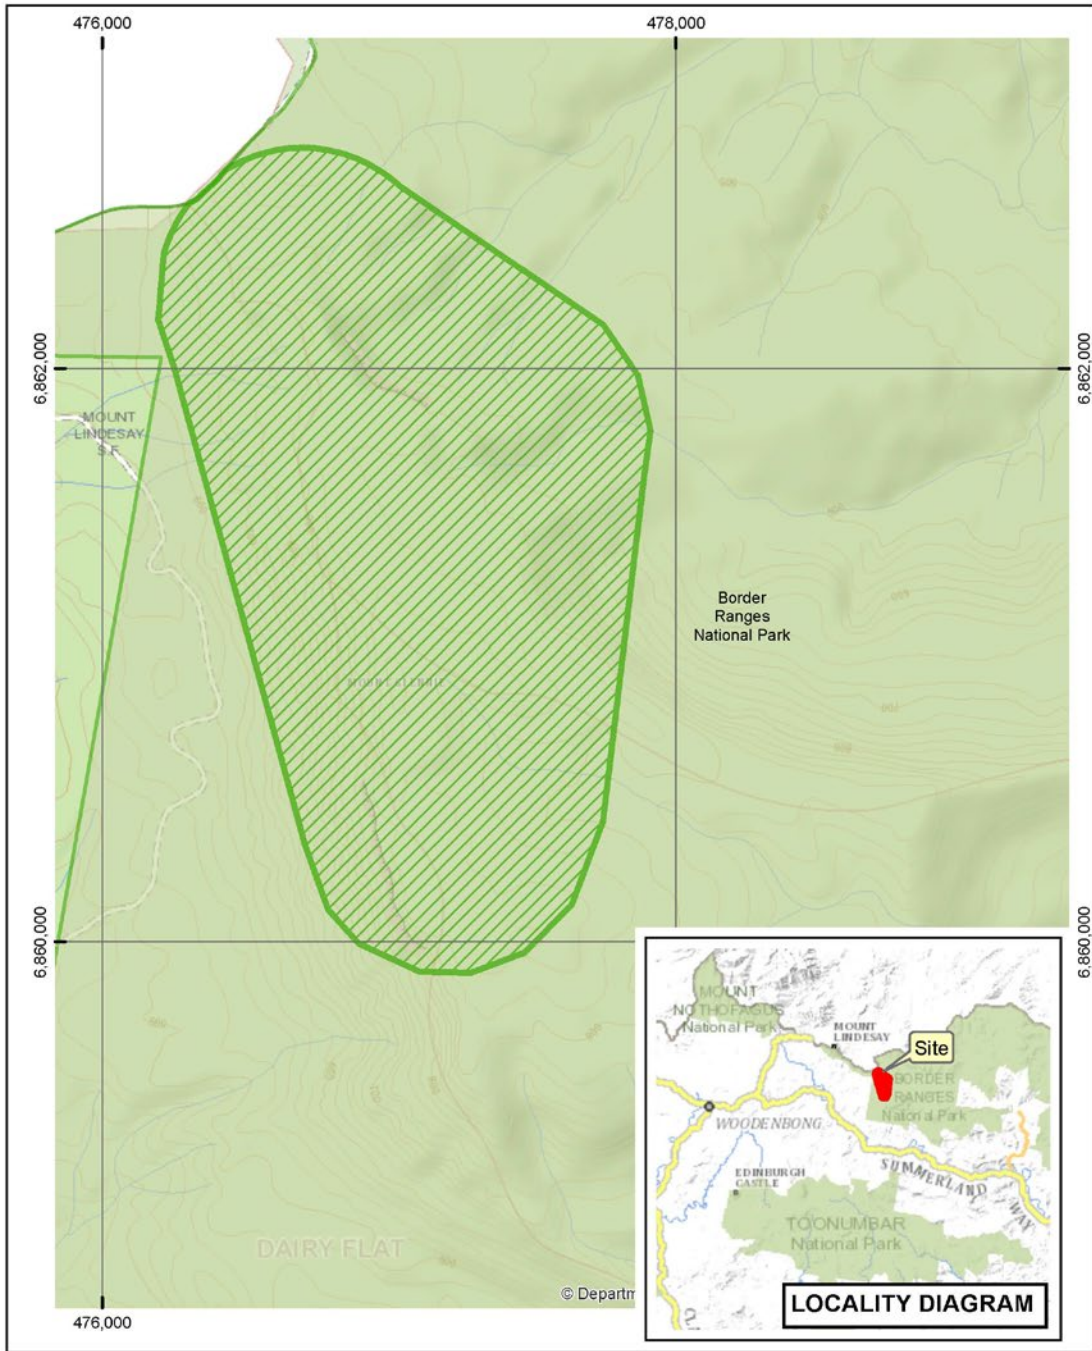 476,000
478,000
6,862,000
6,862,000
MOUNT
LINDESAY
S.F.
Border
Ranges
National Park
MOUNT GLENNIE
6,860,000
6,860,000
DAIRY FLAT
© Departm
476,000
MOUNT
NOTHOFAGUS
National Park
MOUNT
LINDESAY
Site
BORDER
RANGES
National Park
WOODENBONG
EDINBURGH
CASTLE
SUMMERLAND
WAY
TOONUMBAR
National Park
LOCALITY DIAGRAM